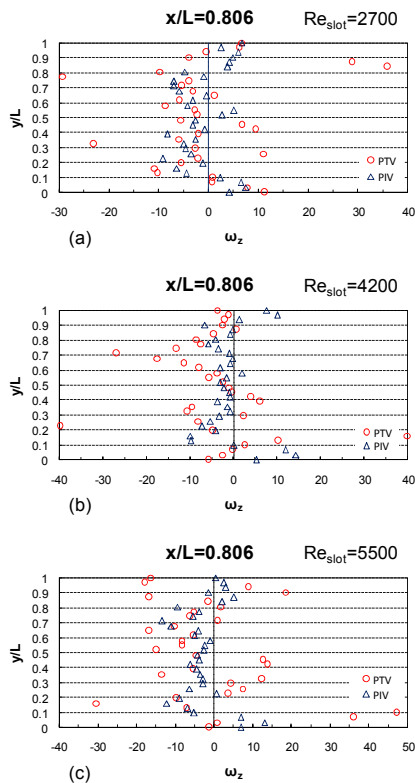 x/L=0.806 Re_slot=2700
y/L
1
0.9
0.8
0.7
0.6
0.5
0.4
0.3
0.2
0.1
0
PTV
PIV
-30 -20 -10 0 10 20 30 40
(a) ω_z
x/L=0.806 Re_slot=4200
y/L
1
0.9
0.8
0.7
0.6
0.5
0.4
0.3
0.2
0.1
0
PTV
PIV
-40 -30 -20 -10 0 10 20 30 40
(b) ω_z
x/L=0.806 Re_slot=5500
y/L
1
0.9
0.8
0.7
0.6
0.5
0.4
0.3
0.2
0.1
0
PTV
PIV
-40 -30 -20 -10 0 10 20 30 40 50
(c) ω_z